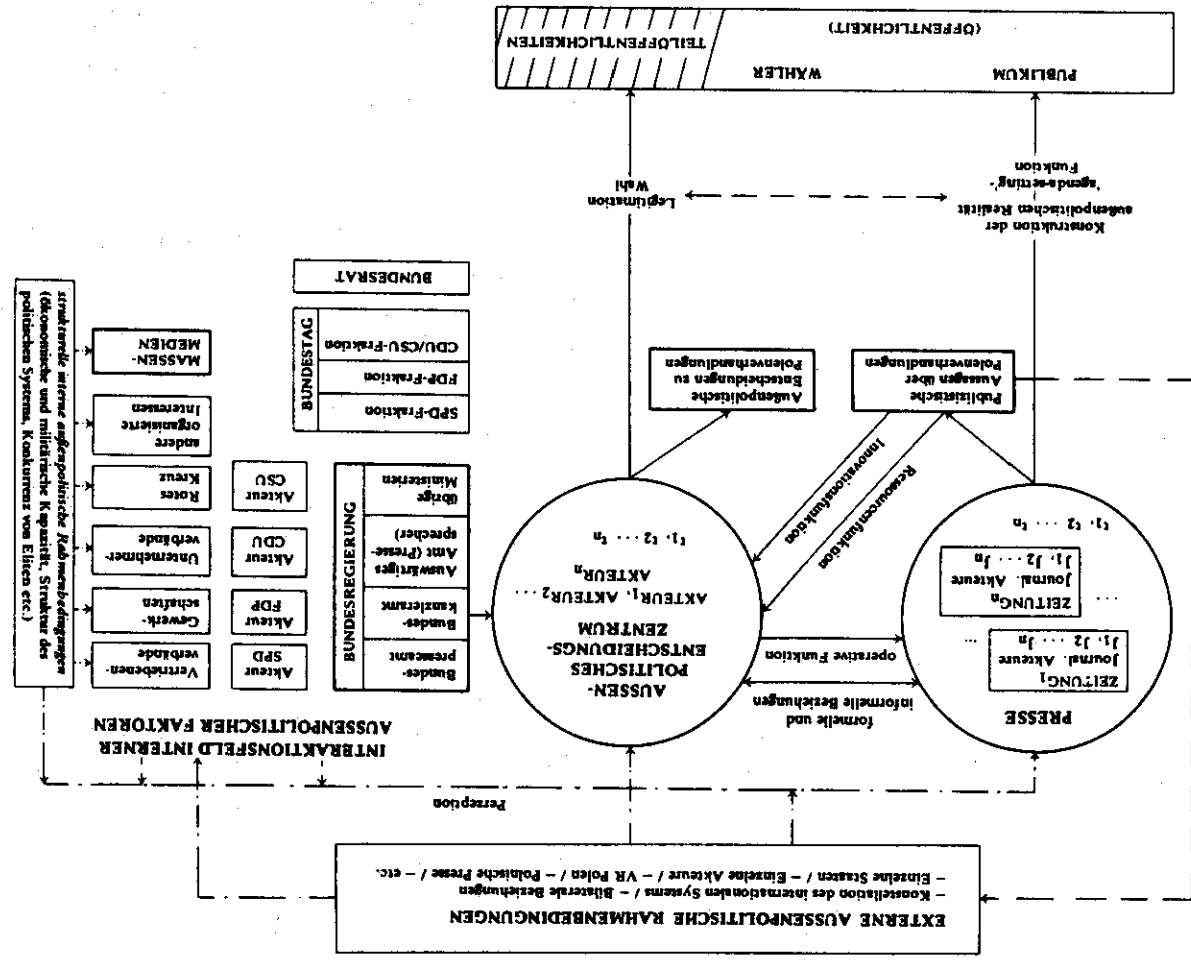 EXTERNE AUSSENPOLITISCHE RAHMENBEDINGUNGEN
– Konstellation des internationalen Systems / – Bilaterale Beziehungen
– Einzelne Staaten / – Einzelne Akteure / – VR Polen / – Polnische Presse / – etc.
Perzeption
INTERAKTIONSFELD INTERNER
AUSSENPOLITISCHER FAKTOREN
PRESSE
ZEITUNG1
Journal. Akteure
J1, J2 ... Jn
...
ZEITUNGn
Journal. Akteure
J1, J2 ... Jn
...
t1, t2 ... tn
formelle und
informelle Beziehungen
operative Funktion
Ressourcenfunktion
Innovationsfunktion
AUSSEN-
POLITISCHES
ENTSCHEIDUNGS-
ZENTRUM
AKTEUR1, AKTEUR2 ...
AKTEURn
t1, t2 ... tn
BUNDESREGIERUNG
Bundes-
presseamt
Bundes-
kanzleramt
Auswärtiges
Amt (Presse-
sprecher)
übrige
Ministerien
BUNDESTAG
SPD-Fraktion
FDP-Fraktion
CDU/CSU-Fraktion
BUNDESRAT
Akteur
SPD
Akteur
FDP
Akteur
CDU
Akteur
CSU
Vertriebenen-
verbände
Gewerk-
schaften
Unternehmer-
verbände
Rotes
Kreuz
andere
organisierte
Interessen
MASSEN-
MEDIEN
strukturelle interne außenpolitische Rahmenbedingungen
(ökonomische und militärische Kapazität, Struktur des
politischen Systems, Konkurrenz von Eliten etc.)
Publizistische
Aussagen über
Polenverhandlungen
Außenpolitische
Entscheidungen zu
Polenverhandlungen
Konstruktion der
außenpolitischen Realität
'agenda-setting'-
Funktion
Legitimation
Wahl
PUBLIKUM
WÄHLER
(ÖFFENTLICHKEIT)
TEILÖFFENTLICHKEITEN